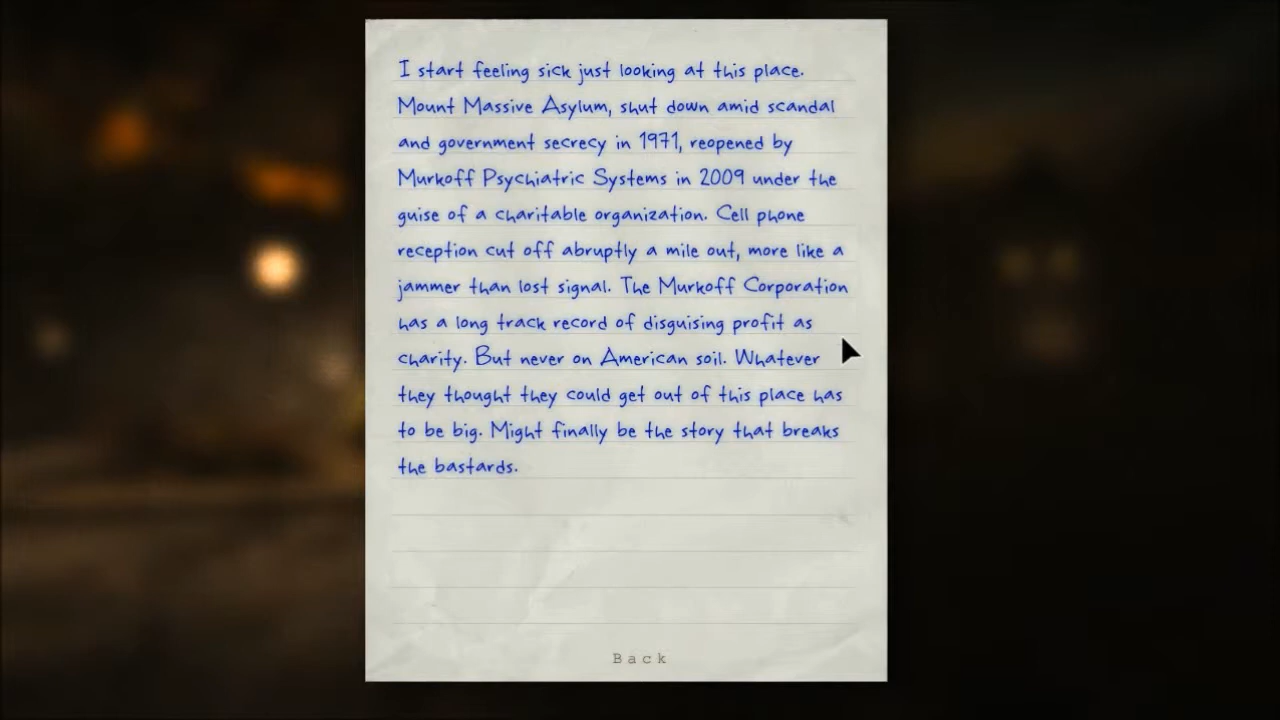 I start feeling sick just looking at this place.
Mount Massive Asylum, shut down amid scandal
and government secrecy in 1971, reopened by
Murkoff Psychiatric Systems in 2009 under the
guise of a charitable organization. Cell phone
reception cut off abruptly a mile out, more like a
jammer than lost signal. The Murkoff Corporation
has a long track record of disguising profit as
charity. But never on American soil. Whatever
they thought they could get out of this place has
to be big. Might finally be the story that breaks
the bastards.
Back